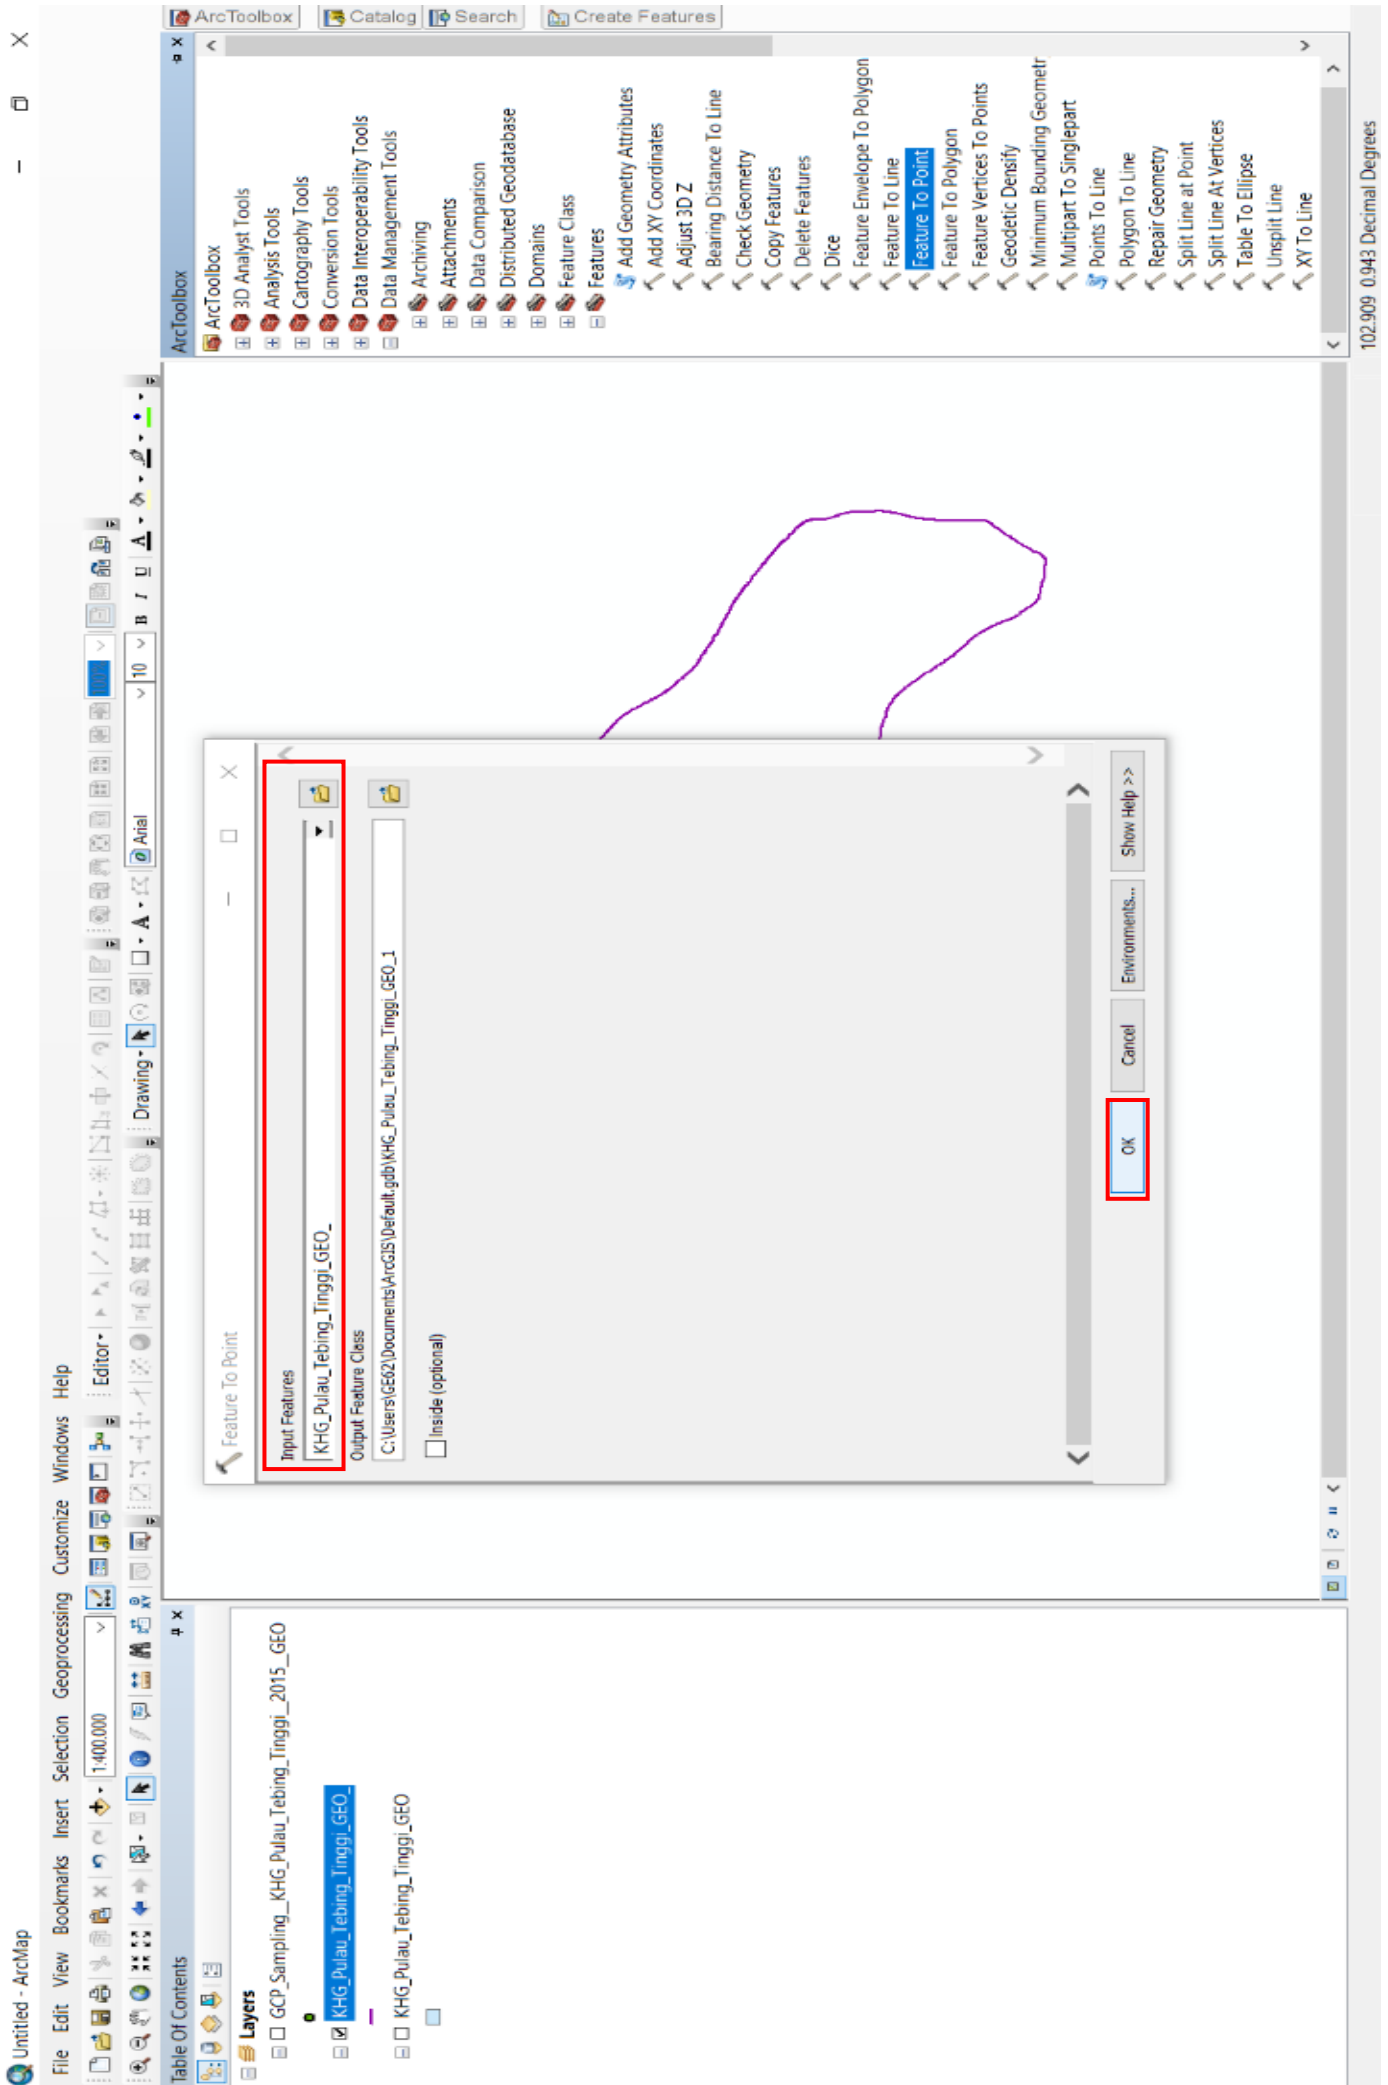 Untitled - ArcMap
File Edit View Bookmarks Insert Selection Geoprocessing Customize Windows Help
1:400.000
Editor
100%
Drawing
A
Arial
10
B I U A
Table Of Contents
Layers
GCP_Sampling__KHG_Pulau_Tebing_Tinggi_2015__GEO
KHG_Pulau_Tebing_Tinggi_GEO_
KHG_Pulau_Tebing_Tinggi_GEO
Feature To Point
Input Features
KHG_Pulau_Tebing_Tinggi_GEO_
Output Feature Class
C:\Users\GE62\Documents\ArcGIS\Default.gdb\KHG_Pulau_Tebing_Tinggi_GEO_1
Inside (optional)
OK
Cancel
Environments...
Show Help >>
ArcToolbox
ArcToolbox
3D Analyst Tools
Analysis Tools
Cartography Tools
Conversion Tools
Data Interoperability Tools
Data Management Tools
Archiving
Attachments
Data Comparison
Distributed Geodatabase
Domains
Feature Class
Features
Add Geometry Attributes
Add XY Coordinates
Adjust 3D Z
Bearing Distance To Line
Check Geometry
Copy Features
Delete Features
Dice
Feature Envelope To Polygon
Feature To Line
Feature To Point
Feature To Polygon
Feature Vertices To Points
Geodetic Densify
Minimum Bounding Geometr
Multipart To Singlepart
Points To Line
Polygon To Line
Repair Geometry
Split Line at Point
Split Line At Vertices
Table To Ellipse
Unsplit Line
XY To Line
ArcToolbox
Catalog
Search
Create Features
102.909 0.943 Decimal Degrees